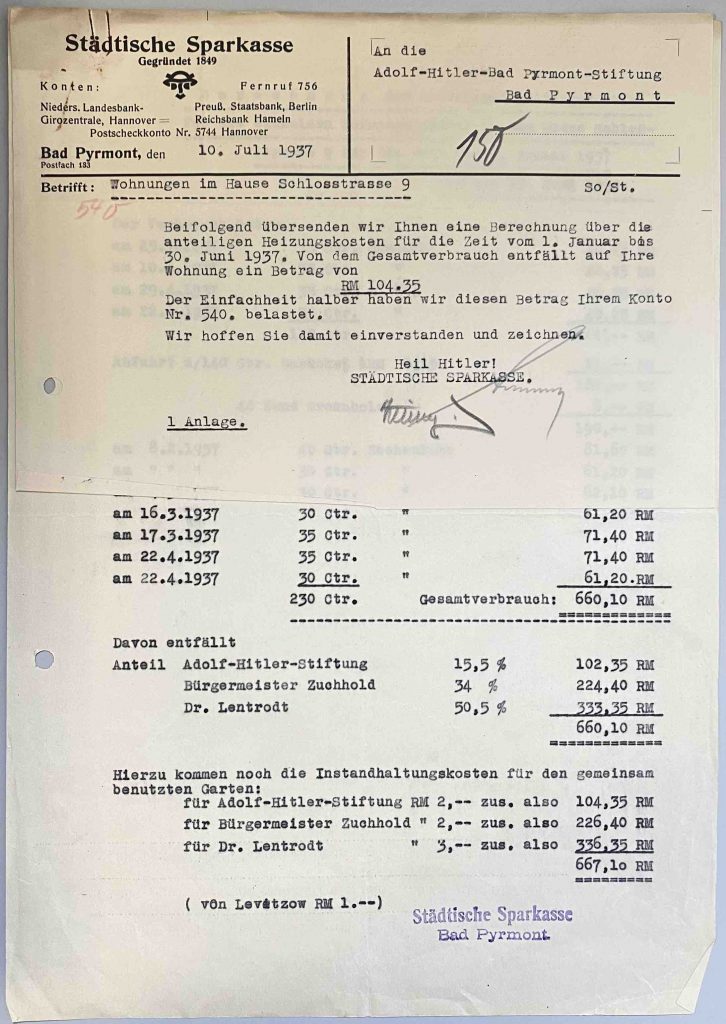 Städtische Sparkasse
Gegründet 1849
Konten: Fernruf 756
Nieders. Landesbank- Preuß. Staatsbank, Berlin
Girozentrale, Hannover = Reichsbank Hameln
Postscheckkonto Nr. 5744 Hannover
Bad Pyrmont, den 10. Juli 1937
Postfach 133
An die
Adolf-Hitler-Bad Pyrmont-Stiftung
Bad Pyrmont
150
Betrifft: Wohnungen im Hause Schlosstrasse 9 So/St.
540
Beifolgend übersenden wir Ihnen eine Berechnung über die
anteiligen Heizungskosten für die Zeit vom 1. Januar bis
30. Juni 1937. Von dem Gesamtverbrauch entfällt auf Ihre
Wohnung ein Betrag von
RM 104.35
Der Einfachheit halber haben wir diesen Betrag Ihrem Konto
Nr. 540. belastet.
Wir hoffen Sie damit einverstanden und zeichnen.
Heil Hitler!
STÄDTISCHE SPARKASSE.
1 Anlage.
am 16.3.1937 30 Ctr. " 61,20 RM
am 17.3.1937 35 Ctr. " 71,40 RM
am 22.4.1937 35 Ctr. " 71,40 RM
am 22.4.1937 30 Ctr. " 61,20.RM
230 Ctr. Gesamtverbrauch: 660,10 RM
Davon entfällt
Anteil Adolf-Hitler-Stiftung 15,5 % 102,35 RM
Bürgermeister Zuchhold 34 % 224,40 RM
Dr. Lentrodt 50,5 % 333,35 RM
660,10 RM
Hierzu kommen noch die Instandhaltungskosten für den gemeinsam
benutzten Garten:
für Adolf-Hitler-Stiftung RM 2,-- zus. also 104,35 RM
für Bürgermeister Zuchhold " 2,-- zus. also 226,40 RM
für Dr. Lentrodt " 3,-- zus. also 336,35 RM
667,10 RM
( von Levetzow RM 1.--)
Städtische Sparkasse
Bad Pyrmont